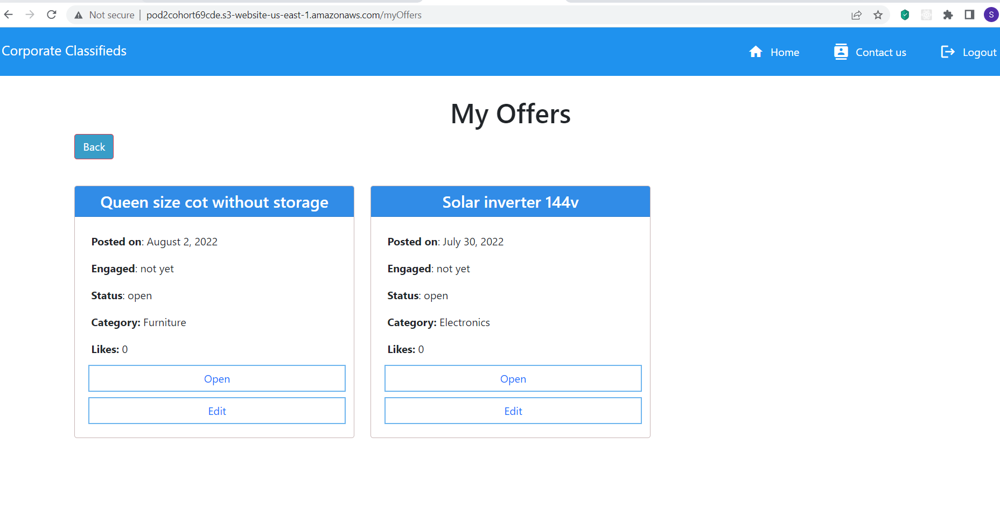 Not secure | pod2cohort69cde.s3-website-us-east-1.amazonaws.com/myOffers
S
Corporate Classifieds
Home
Contact us
Logout
My Offers
Back
Queen size cot without storage
Posted on: August 2, 2022
Engaged: not yet
Status: open
Category: Furniture
Likes: 0
Open
Edit
Solar inverter 144v
Posted on: July 30, 2022
Engaged: not yet
Status: open
Category: Electronics
Likes: 0
Open
Edit